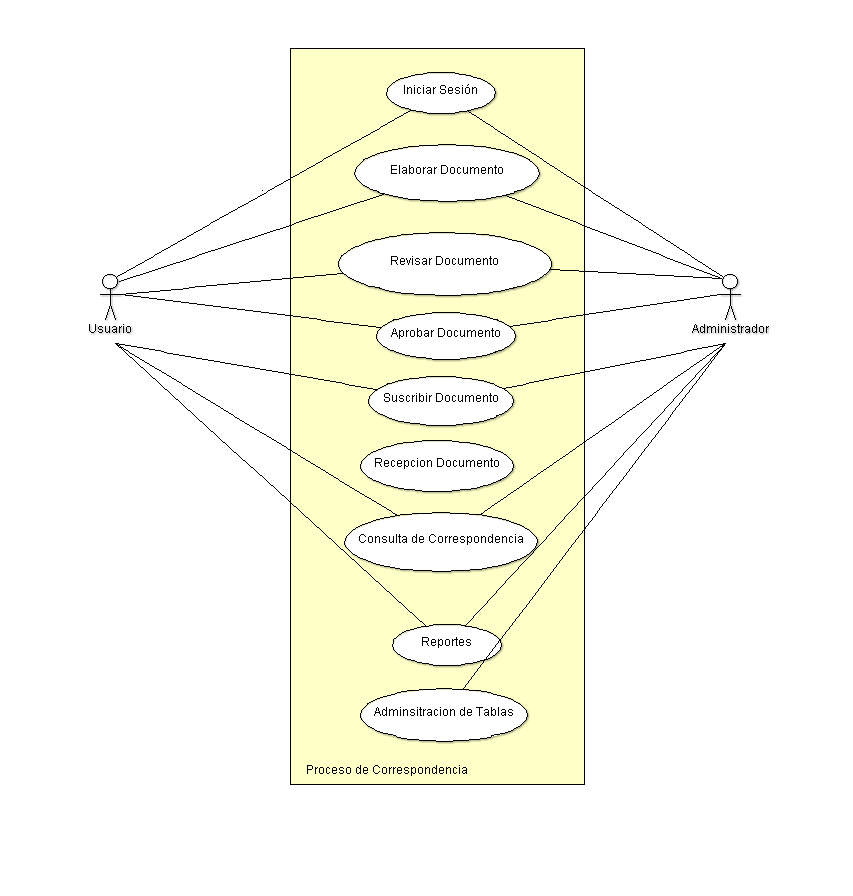 Iniciar Sesión
Elaborar Documento
Revisar Documento
Usuario
Administrador
Aprobar Documento
Suscribir Documento
Recepcion Documento
Consulta de Correspondencia
Reportes
Adminsitracion de Tablas
Proceso de Correspondencia